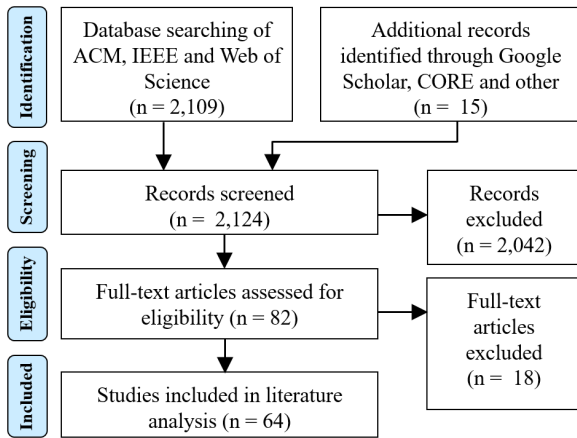 Identification
Database searching of
ACM, IEEE and Web of
Science
(n = 2,109)
Additional records
identified through Google
Scholar, CORE and other
(n = 15)
Screening
Records screened
(n = 2,124)
Records
excluded
(n = 2,042)
Eligibility
Full-text articles assessed for
eligibility (n = 82)
Full-text
articles
excluded
(n = 18)
Included
Studies included in literature
analysis (n = 64)